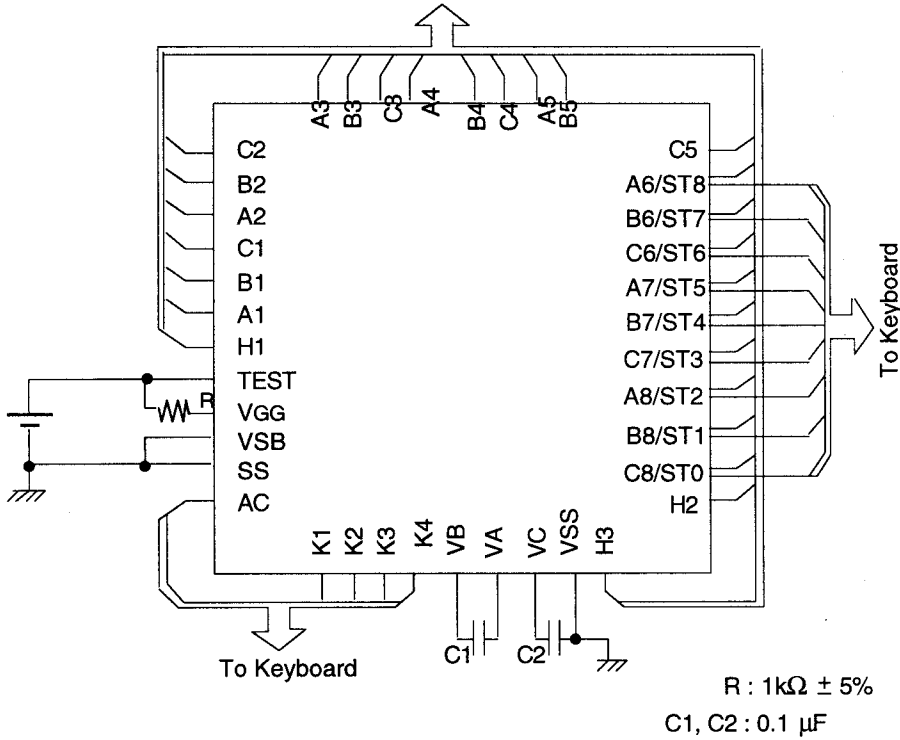 A3
B3
C3
A4
B4
C4
A5
B5
C2
B2
A2
C1
B1
A1
H1
TEST
R
VGG
VSB
SS
AC
C5
A6/ST8
B6/ST7
C6/ST6
A7/ST5
B7/ST4
C7/ST3
A8/ST2
B8/ST1
C8/ST0
H2
To Keyboard
K1
K2
K3
K4
VB
VA
VC
VSS
H3
C1
C2
To Keyboard
R : 1kΩ ± 5%
C1, C2 : 0.1 µF